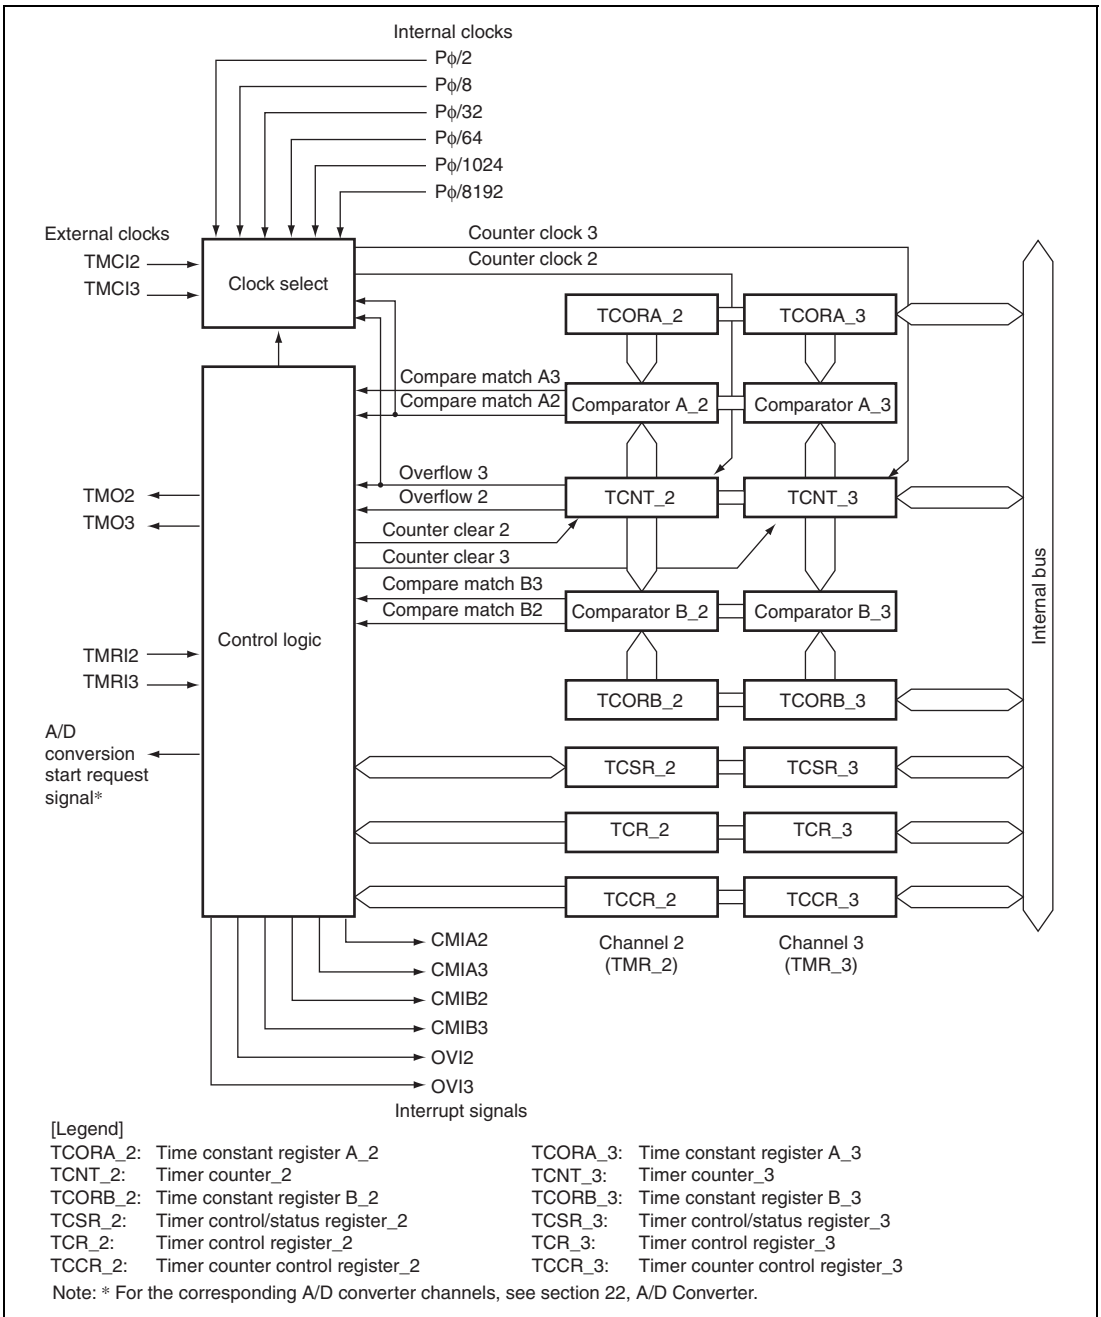 Internal clocks
Pϕ/2
Pϕ/8
Pϕ/32
Pϕ/64
Pϕ/1024
Pϕ/8192
External clocks
TMCI2
TMCI3
Clock select
Counter clock 3
Counter clock 2
TCORA_2
TCORA_3
Compare match A3
Compare match A2
Comparator A_2
Comparator A_3
Overflow 3
Overflow 2
TCNT_2
TCNT_3
TMO2
TMO3
Counter clear 2
Counter clear 3
Compare match B3
Compare match B2
Comparator B_2
Comparator B_3
Internal bus
Control logic
TMRI2
TMRI3
TCORB_2
TCORB_3
A/D
conversion
start request
signal*
TCSR_2
TCSR_3
TCR_2
TCR_3
TCCR_2
TCCR_3
Channel 2
(TMR_2)
Channel 3
(TMR_3)
CMIA2
CMIA3
CMIB2
CMIB3
OVI2
OVI3
Interrupt signals
[Legend]
TCORA_2: Time constant register A_2
TCNT_2: Timer counter_2
TCORB_2: Time constant register B_2
TCSR_2: Timer control/status register_2
TCR_2: Timer control register_2
TCCR_2: Timer counter control register_2
TCORA_3: Time constant register A_3
TCNT_3: Timer counter_3
TCORB_3: Time constant register B_3
TCSR_3: Timer control/status register_3
TCR_3: Timer control register_3
TCCR_3: Timer counter control register_3
Note: * For the corresponding A/D converter channels, see section 22, A/D Converter.